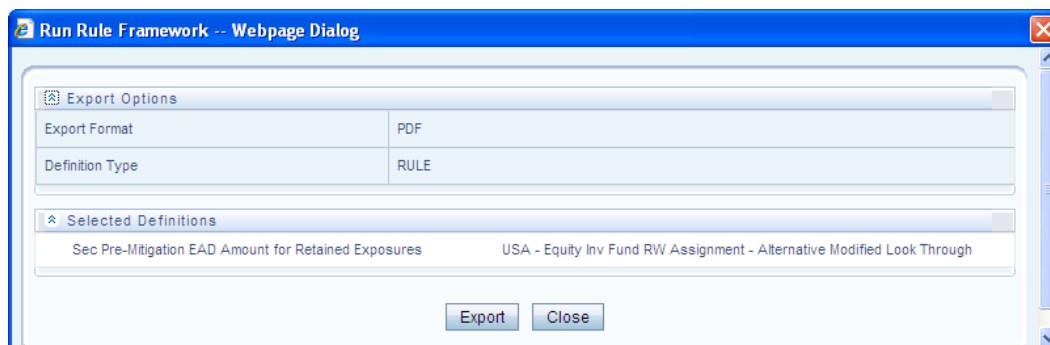 Run Rule Framework -- Webpage Dialog
Export Options
Export Format PDF
Definition Type RULE
Selected Definitions
Sec Pre-Mitigation EAD Amount for Retained Exposures USA - Equity Inv Fund RW Assignment - Alternative Modified Look Through
Export Close